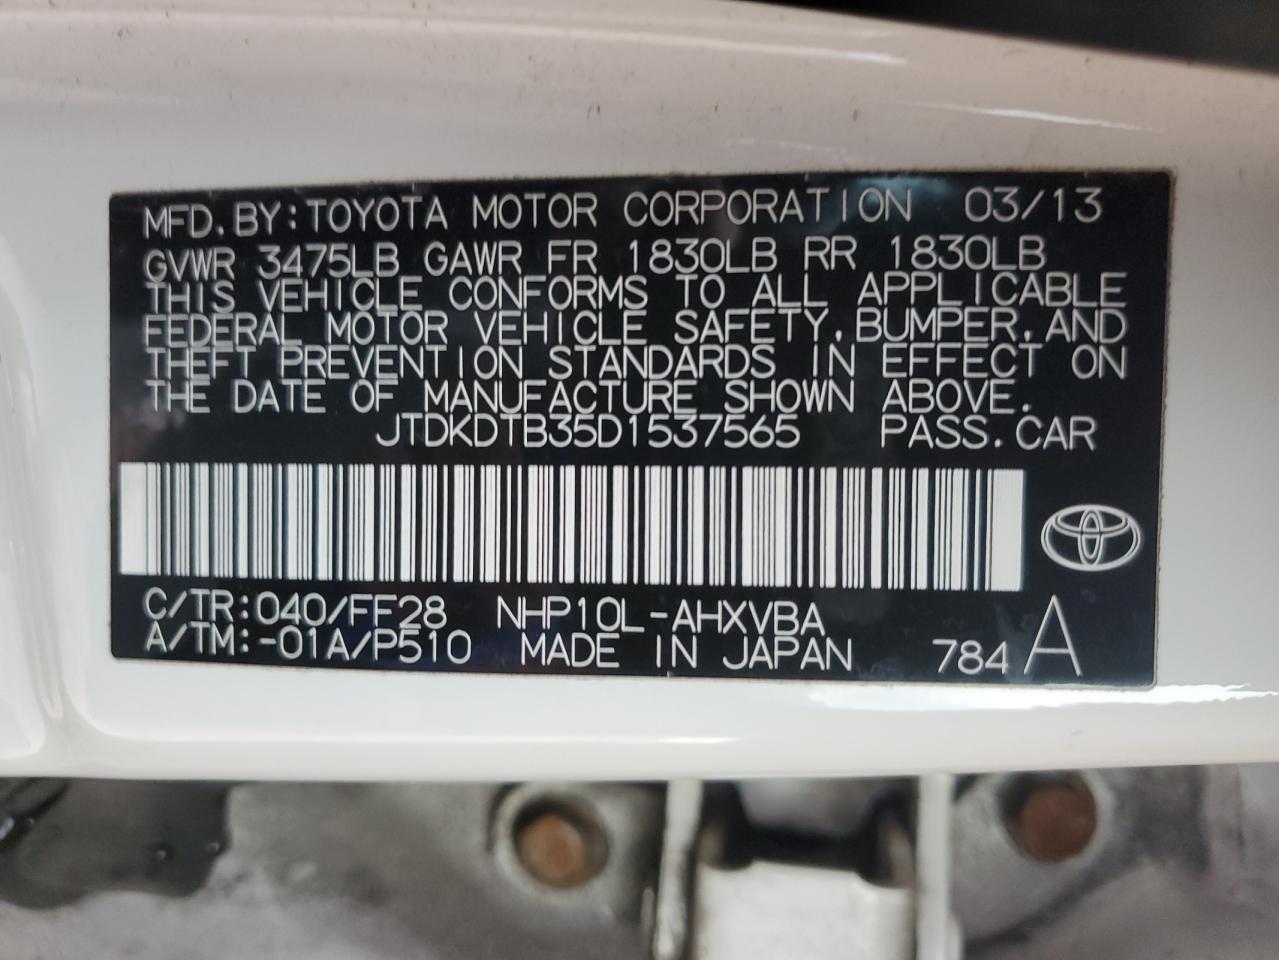 MFD.BY:TOYOTA MOTOR CORPORATION 03/13
GVWR 3475LB GAWR FR 1830LB RR 1830LB
THIS VEHICLE CONFORMS TO ALL APPLICABLE
FEDERAL MOTOR VEHICLE SAFETY,BUMPER,AND
THEFT PREVENTION STANDARDS IN EFFECT ON
THE DATE OF MANUFACTURE SHOWN ABOVE.
JTDKDTB35D1537565 PASS.CAR
C/TR:040/FF28 NHP10L-AHXVBA
A/TM:-01A/P510 MADE IN JAPAN 784 A